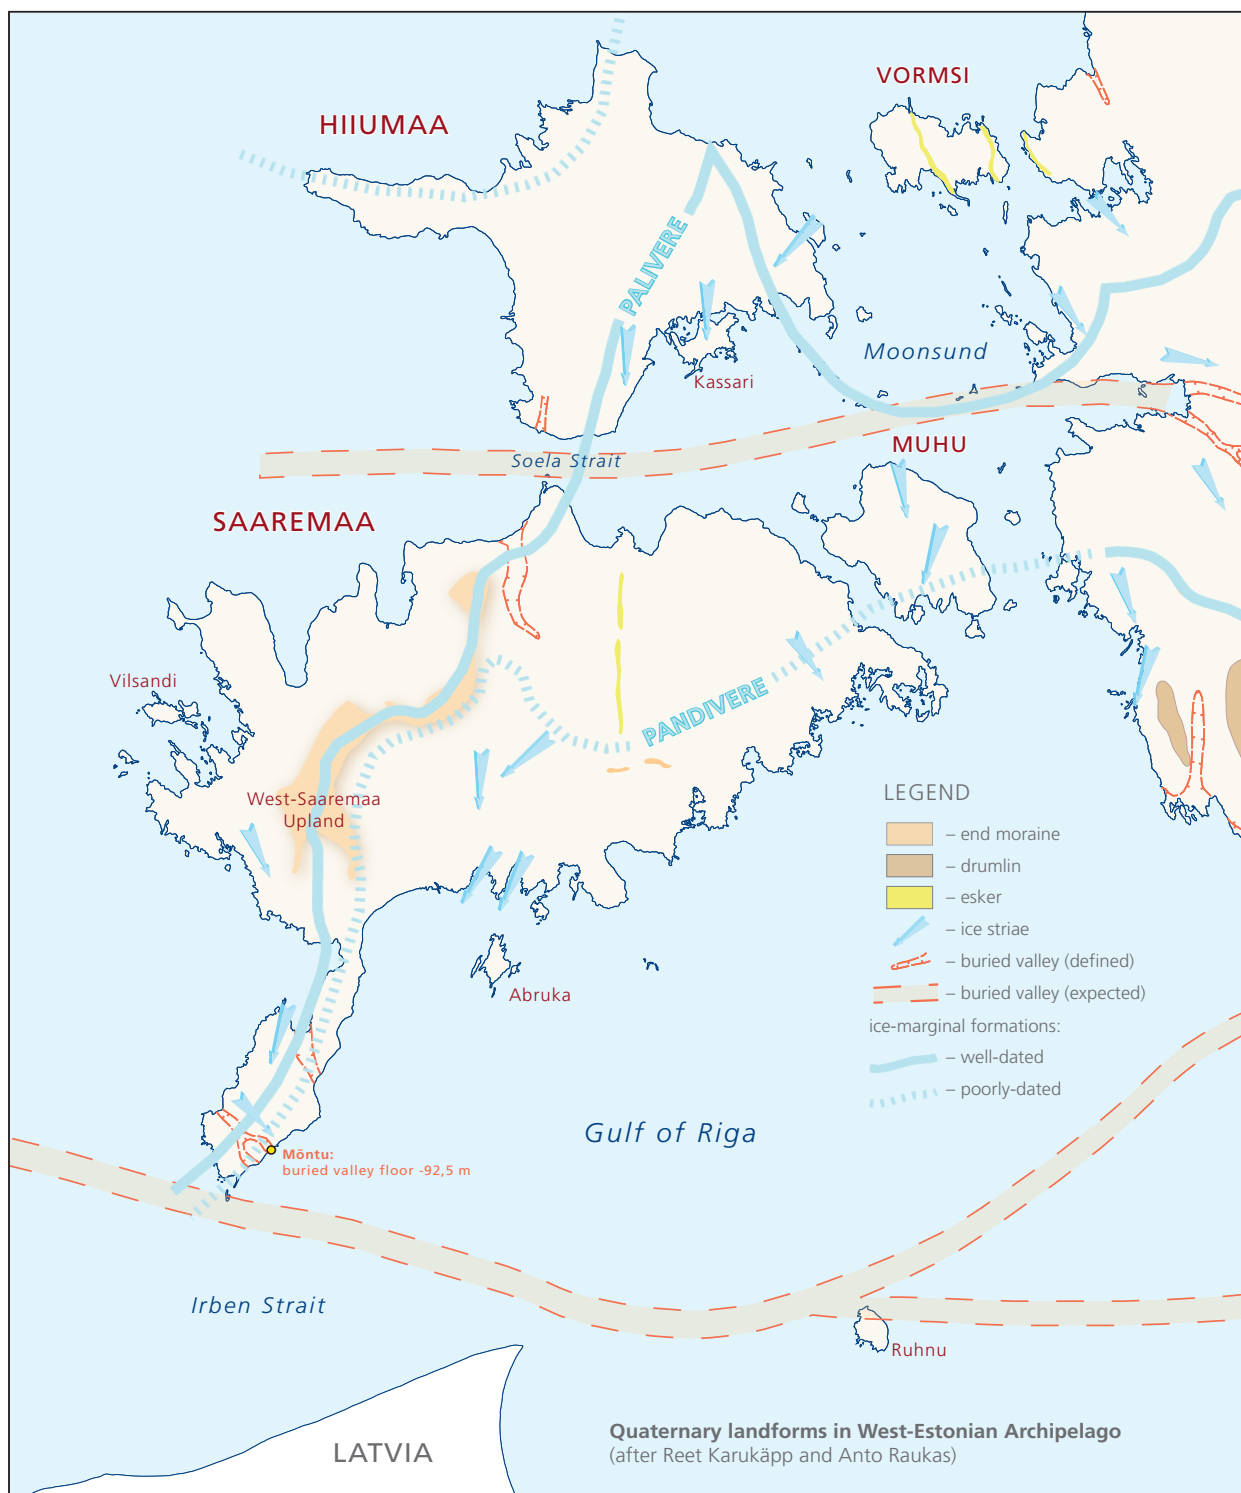 VORMSI
HIIUMAA
PALIVERE
Moonsund
Kassari
MUHU
Soela Strait
SAAREMAA
Vilsandi
PANDIVERE
West-Saaremaa
Upland
LEGEND
– end moraine
– drumlin
– esker
– ice striae
– buried valley (defined)
– buried valley (expected)
ice-marginal formations:
– well-dated
– poorly-dated
Abruka
Gulf of Riga
Mõntu:
buried valley floor -92,5 m
Irben Strait
Ruhnu
LATVIA
Quaternary landforms in West-Estonian Archipelago
(after Reet Karukäpp and Anto Raukas)